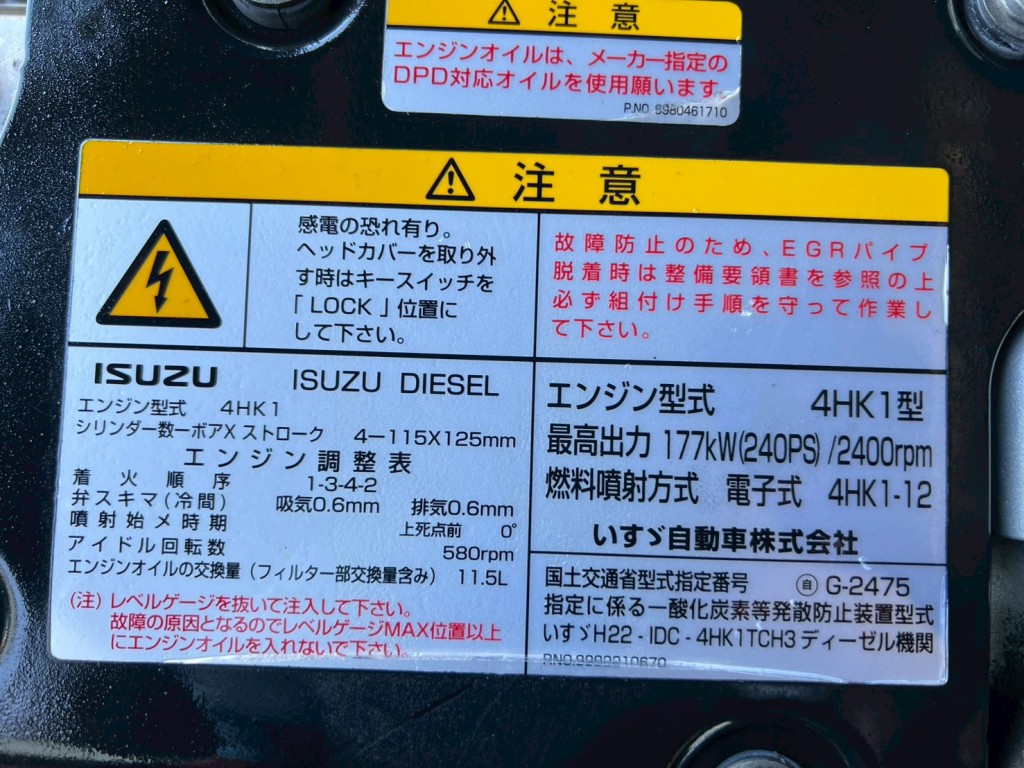 ⚠ 注意
エンジンオイルは、メーカー指定の
DPD対応オイルを使用願います
P.NO 8980461710
⚠ 注意
感電の恐れ有り。
ヘッドカバーを取り外
す時はキースイッチを
「LOCK」位置に
して下さい。
故障防止のため、EGRパイプ
脱着時は整備要領書を参照の上
必ず組付け手順を守って作業し
て下さい。
ISUZU ISUZU DIESEL
エンジン型式 4HK1
シリンダー数ーボアX ストローク 4ー115X125mm
エンジン調整表
着火順序 1-3-4-2
弁スキマ(冷間) 吸気0.6mm 排気0.6mm
噴射始メ時期 上死点前 0°
アイドル回転数 580rpm
エンジンオイルの交換量(フィルター部交換量含み) 11.5L
(注)レベルゲージを抜いて注入して下さい。
故障の原因となるのでレベルゲージMAX位置以上
にエンジンオイルを入れないで下さい。
エンジン型式 4HK1型
最高出力 177kW(240PS)/2400rpm
燃料噴射方式 電子式 4HK1-12
いすゞ自動車株式会社
国土交通省型式指定番号 ㊀自 G-2475
指定に係る一酸化炭素等発散防止装置型式
いすゞH22-IDC-4HK1TCH3ディーゼル機関